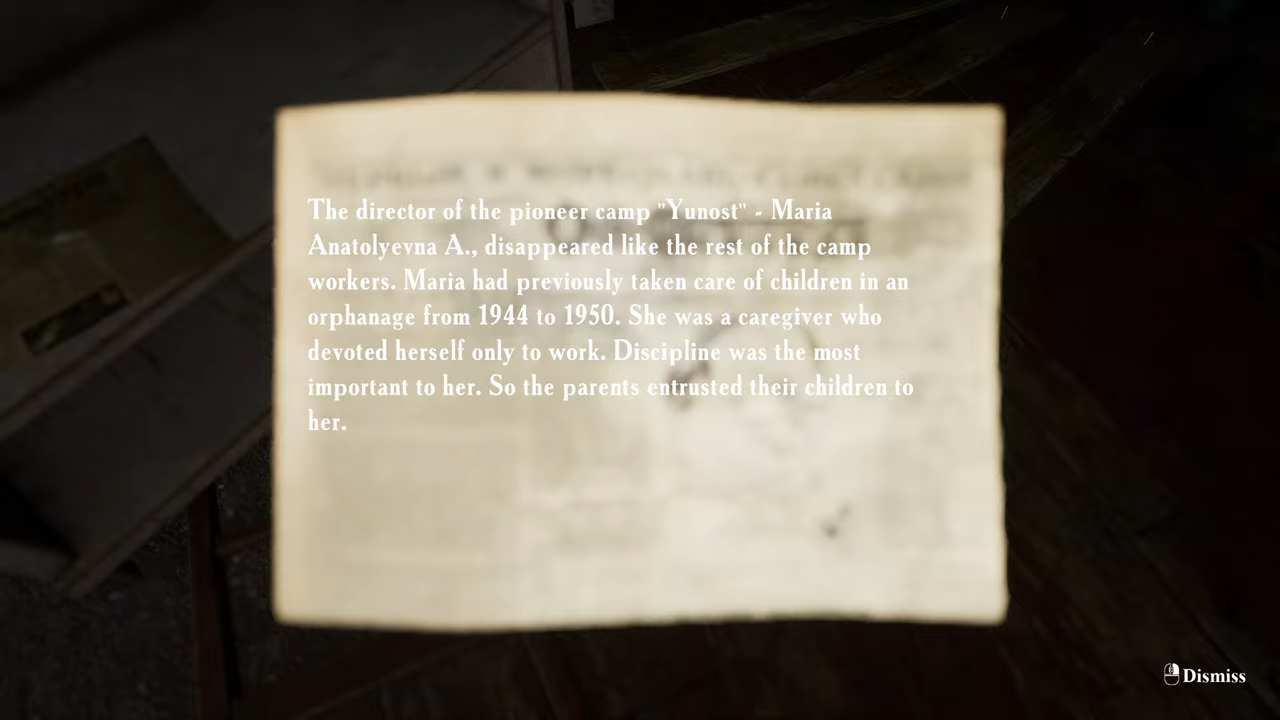 The director of the pioneer camp "Yunost" - Maria
Anatolyevna A., disappeared like the rest of the camp
workers. Maria had previously taken care of children in an
orphanage from 1944 to 1950. She was a caregiver who
devoted herself only to work. Discipline was the most
important to her. So the parents entrusted their children to
her.
Dismiss